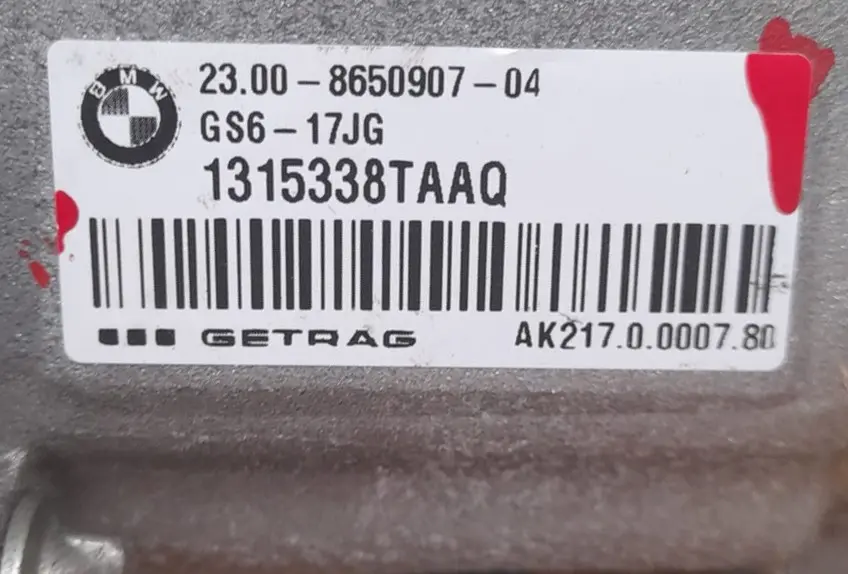 BMW
23.00-8650907-04
GS6-17JG
1315338TAAQ
GETRAG AK217.0.0007.80